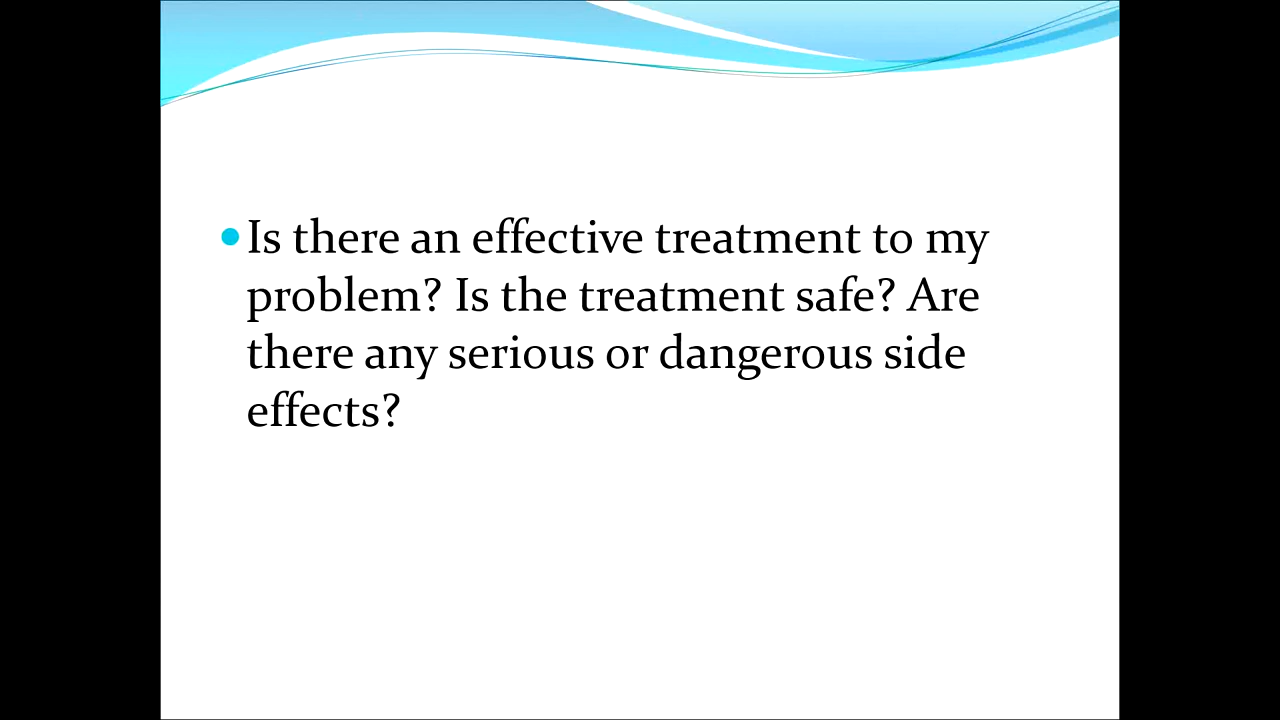 •Is there an effective treatment to my
problem? Is the treatment safe? Are
there any serious or dangerous side
effects?